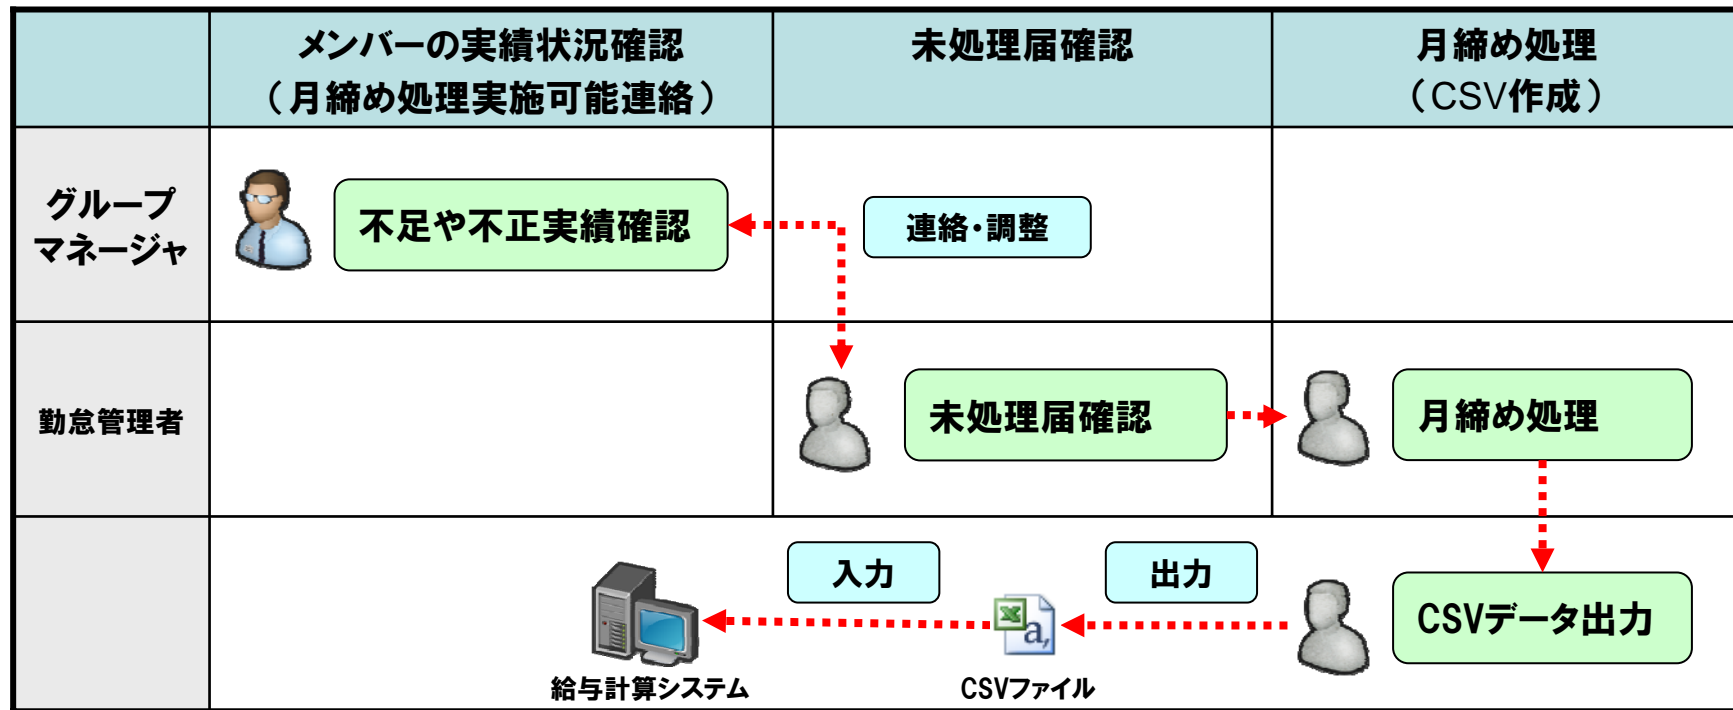 メンバーの実績状況確認
（月締め処理実施可能連絡）
未処理届確認
月締め処理
（CSV作成）
グループ
マネージャ
不足や不正実績確認
連絡・調整
勤怠管理者
未処理届確認
月締め処理
入力
出力
CSVデータ出力
給与計算システム
CSVファイル